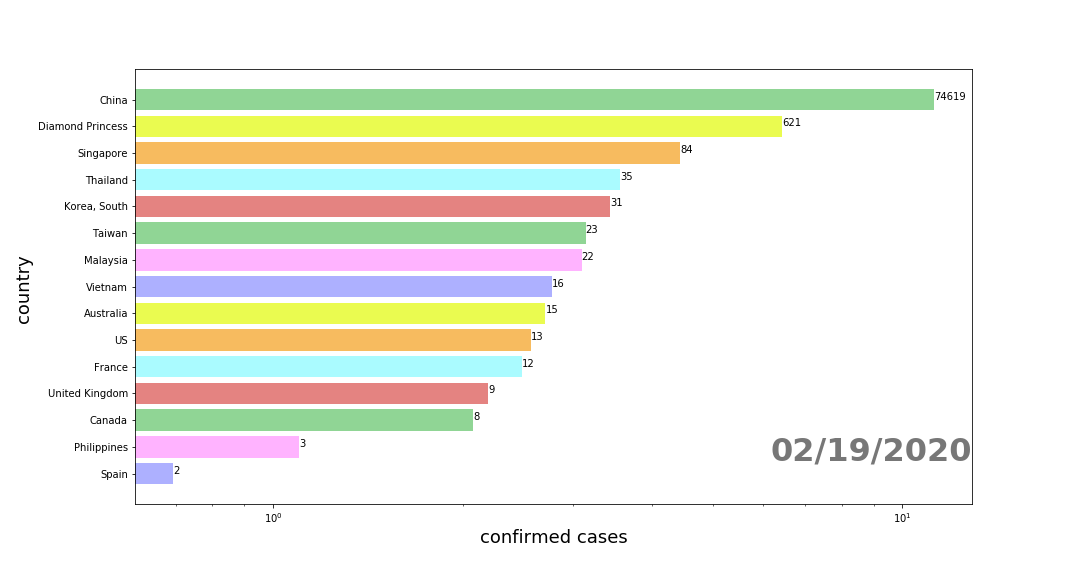 China 74619
Diamond Princess 621
Singapore 84
Thailand 35
Korea, South 31
Taiwan 23
Malaysia 22
Vietnam 16
Australia 15
US 13
France 12
United Kingdom 9
Canada 8
Philippines 3
Spain 2
02/19/2020
country
10⁰ 10¹
confirmed cases